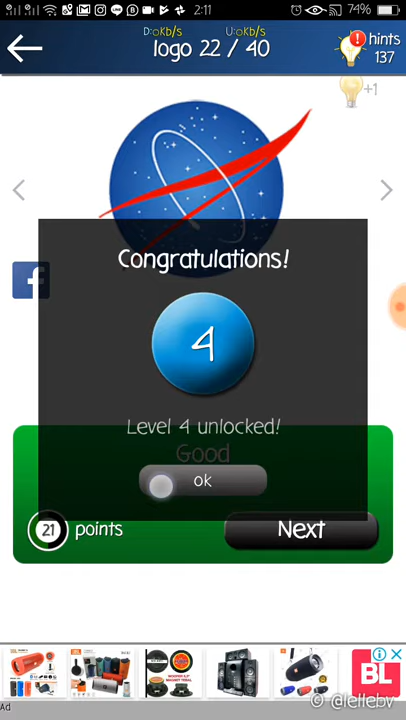 D:0Kb/s U:0Kb/s
74% 2:11
logo 22 / 40
hints
137
+1
Congratulations!
4
Level 4 unlocked!
Good
ok
21 points
Next
BL
Ad
© @lellebv